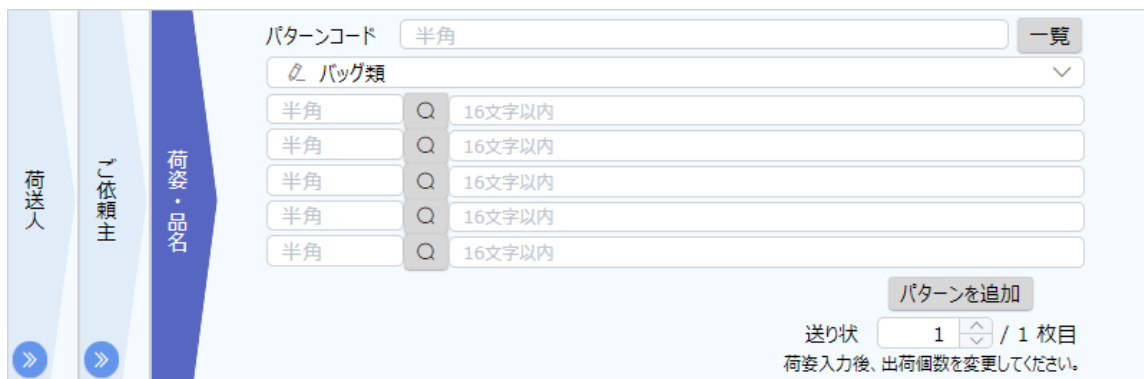 荷送人
ご依頼主
荷姿・品名
パターンコード 半角 一覧
バッグ類
半角 16文字以内
半角 16文字以内
半角 16文字以内
半角 16文字以内
半角 16文字以内
パターンを追加
送り状 1 / 1 枚目
荷姿入力後、出荷個数を変更してください。